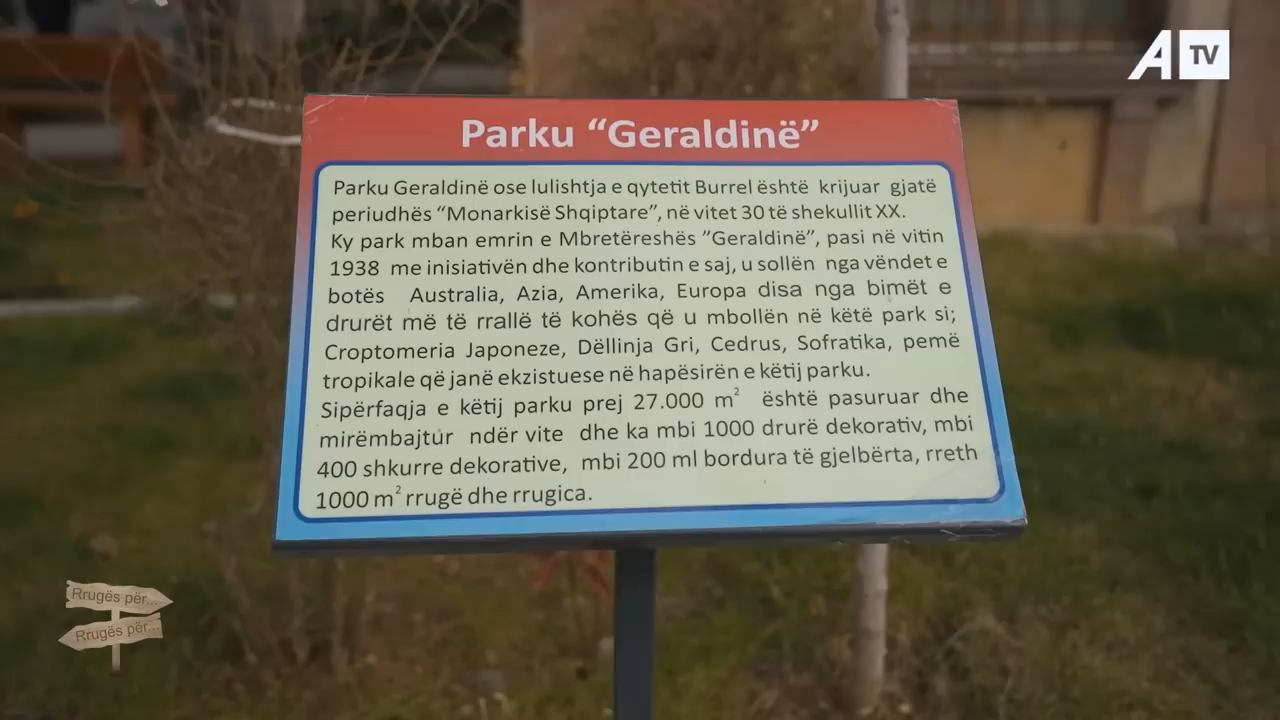 A TV
Parku “Geraldinë”
Parku Geraldinë ose lulishtja e qytetit Burrel është krijuar gjatë
periudhës “Monarkisë Shqiptare”, në vitet 30 të shekullit XX.
Ky park mban emrin e Mbretëreshës ”Geraldinë”, pasi në vitin
1938 me inisiativën dhe kontributin e saj, u sollën nga vëndet e
botës Australia, Azia, Amerika, Europa disa nga bimët e
drurët më të rrallë të kohës që u mbollën në këtë park si;
Croptomeria Japoneze, Dëllinja Gri, Cedrus, Sofratika, pemë
tropikale që janë ekzistuese në hapësirën e këtij parku.
Sipërfaqja e këtij parku prej 27.000 m² është pasuruar dhe
mirëmbajtur ndër vite dhe ka mbi 1000 drurë dekorativ, mbi
400 shkurre dekorative, mbi 200 ml bordura të gjelbërta, rreth
1000 m² rrugë dhe rrugica.
Rrugës për...
Rrugës për...